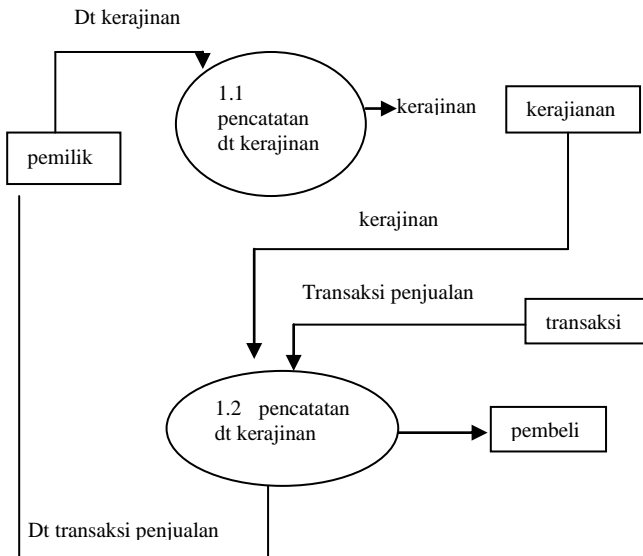 Dt kerajinan
1.1
pencatatan
dt kerajinan
kerajinan
kerajianan
pemilik
kerajinan
Transaksi penjualan
transaksi
1.2 pencatatan
dt kerajinan
pembeli
Dt transaksi penjualan